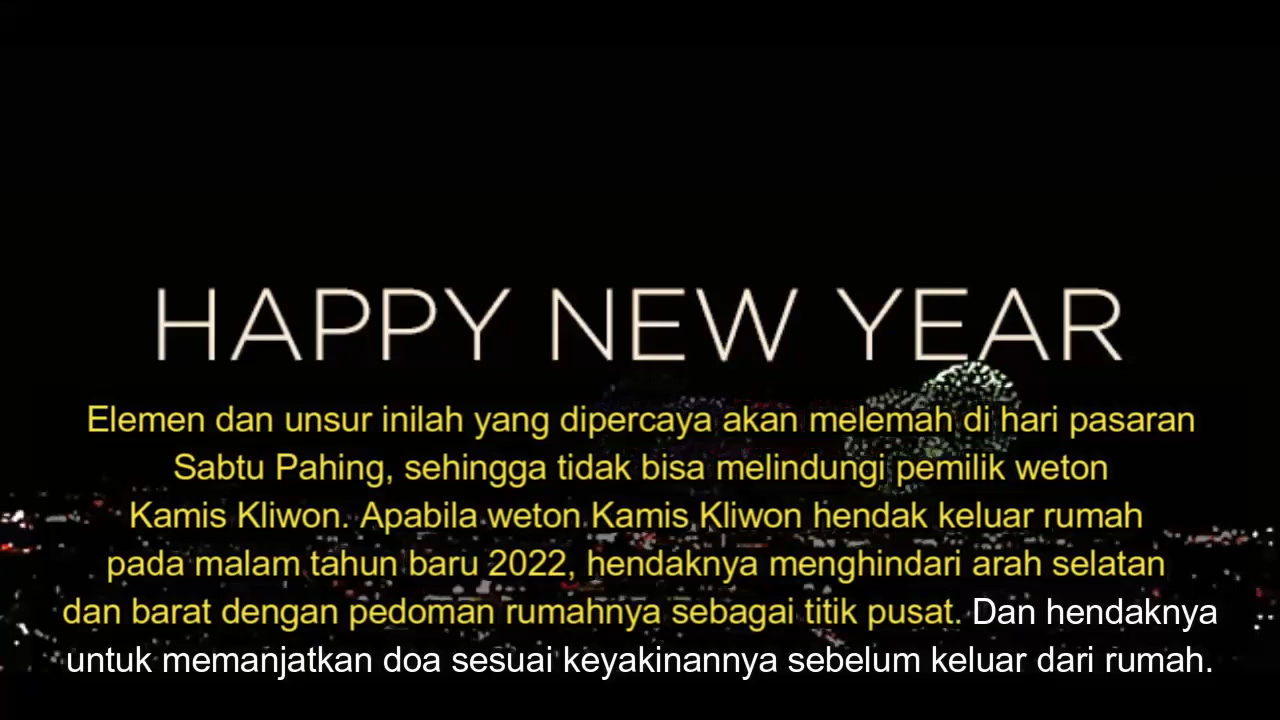 HAPPY NEW YEAR
Elemen dan unsur inilah yang dipercaya akan melemah di hari pasaran
Sabtu Pahing, sehingga tidak bisa melindungi pemilik weton
Kamis Kliwon. Apabila weton Kamis Kliwon hendak keluar rumah
pada malam tahun baru 2022, hendaknya menghindari arah selatan
dan barat dengan pedoman rumahnya sebagai titik pusat. Dan hendaknya
untuk memanjatkan doa sesuai keyakinannya sebelum keluar dari rumah.